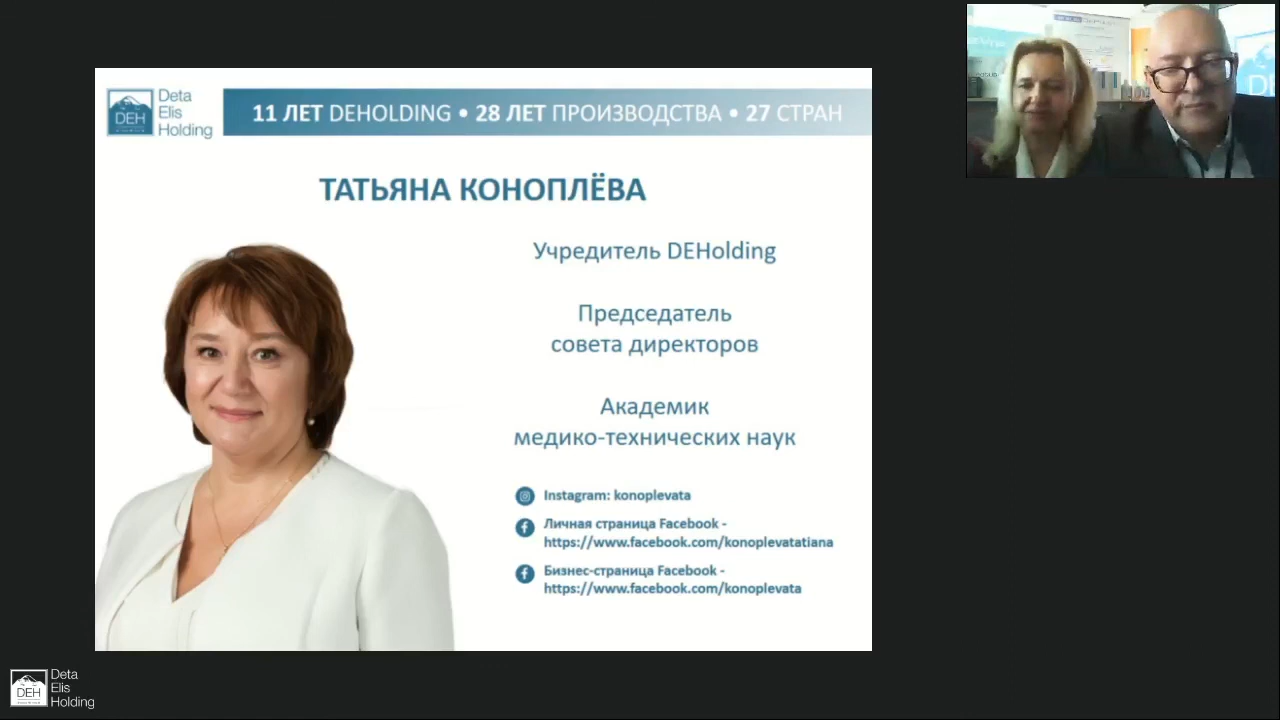 Deta
Elis
Holding
DEH
11 ЛЕТ DEHOLDING • 28 ЛЕТ ПРОИЗВОДСТВА • 27 СТРАН
ТАТЬЯНА КОНОПЛЁВА
Учредитель DEHolding
Председатель
совета директоров
Академик
медико-технических наук
Instagram: konoplevata
Личная страница Facebook -
https://www.facebook.com/konoplevatatiana
Бизнес-страница Facebook -
https://www.facebook.com/konoplevata
DEH
Deta
Elis
Holding